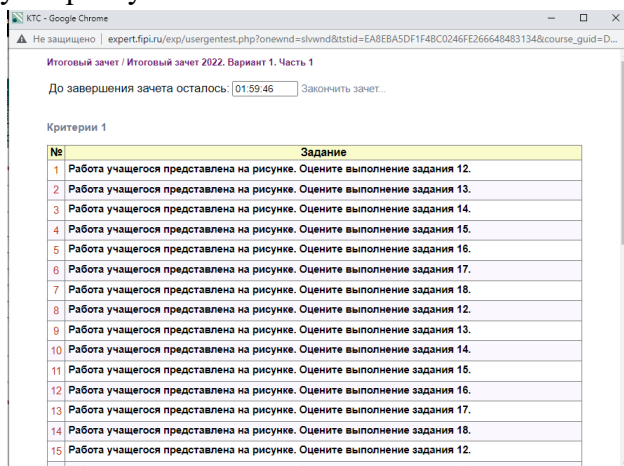 KTC - Google Chrome
Не защищено | expert.fipi.ru/exp/usergentest.php?onewnd=slvwnd&tstid=EA8EBA5DF1F4BC0246FE266648483134&course_guid=D...
Итоговый зачет / Итоговый зачет 2022. Вариант 1. Часть 1
До завершения зачета осталось: 01:59:46 Закончить зачет...
Критерии 1
№ Задание
1 Работа учащегося представлена на рисунке. Оцените выполнение задания 12.
2 Работа учащегося представлена на рисунке. Оцените выполнение задания 13.
3 Работа учащегося представлена на рисунке. Оцените выполнение задания 14.
4 Работа учащегося представлена на рисунке. Оцените выполнение задания 15.
5 Работа учащегося представлена на рисунке. Оцените выполнение задания 16.
6 Работа учащегося представлена на рисунке. Оцените выполнение задания 17.
7 Работа учащегося представлена на рисунке. Оцените выполнение задания 18.
8 Работа учащегося представлена на рисунке. Оцените выполнение задания 12.
9 Работа учащегося представлена на рисунке. Оцените выполнение задания 13.
10 Работа учащегося представлена на рисунке. Оцените выполнение задания 14.
11 Работа учащегося представлена на рисунке. Оцените выполнение задания 15.
12 Работа учащегося представлена на рисунке. Оцените выполнение задания 16.
13 Работа учащегося представлена на рисунке. Оцените выполнение задания 17.
14 Работа учащегося представлена на рисунке. Оцените выполнение задания 18.
15 Работа учащегося представлена на рисунке. Оцените выполнение задания 12.